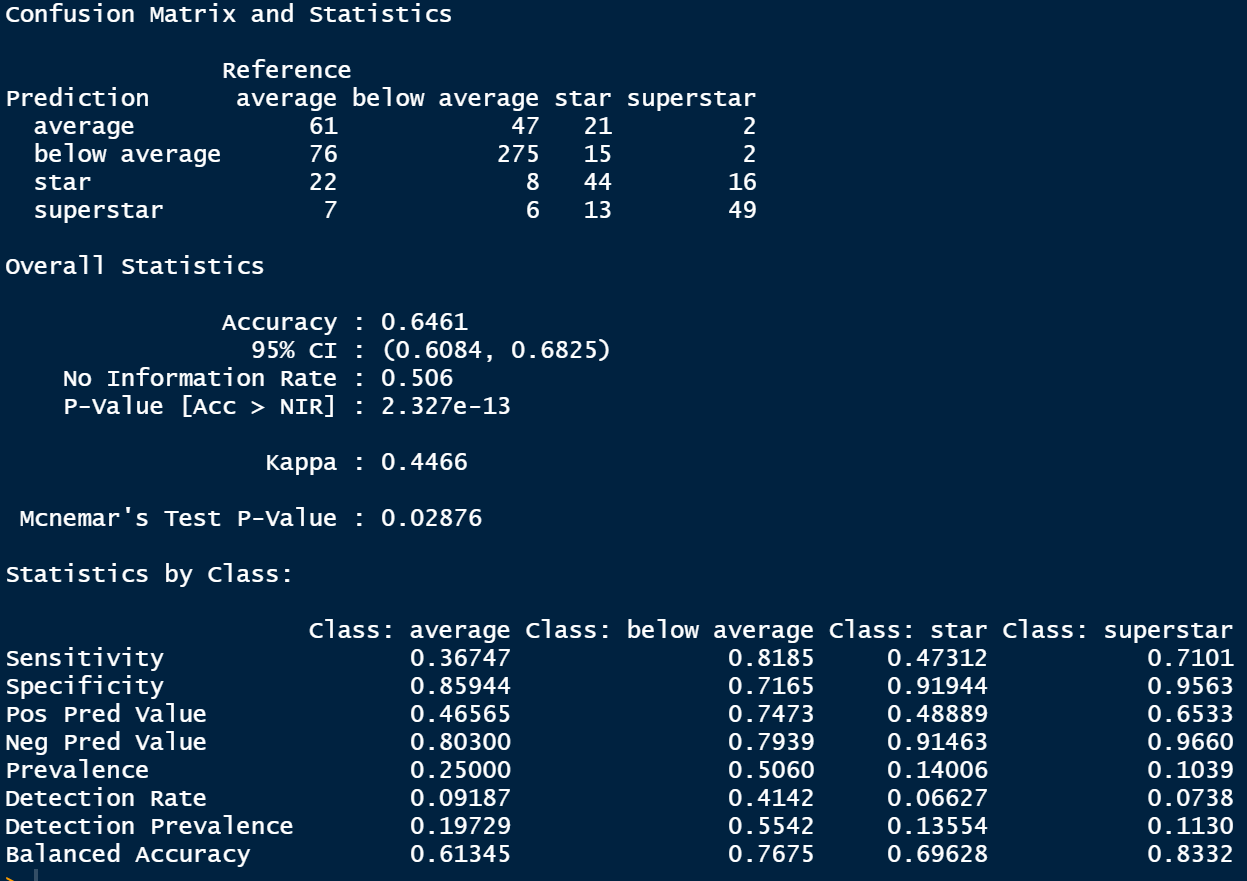 Confusion Matrix and Statistics
Reference
Prediction average below average star superstar
average 61 47 21 2
below average 76 275 15 2
star 22 8 44 16
superstar 7 6 13 49
Overall Statistics
Accuracy : 0.6461
95% CI : (0.6084, 0.6825)
No Information Rate : 0.506
P-Value [Acc > NIR] : 2.327e-13
Kappa : 0.4466
Mcnemar's Test P-Value : 0.02876
Statistics by Class:
Class: average Class: below average Class: star Class: superstar
Sensitivity 0.36747 0.8185 0.47312 0.7101
Specificity 0.85944 0.7165 0.91944 0.9563
Pos Pred Value 0.46565 0.7473 0.48889 0.6533
Neg Pred Value 0.80300 0.7939 0.91463 0.9660
Prevalence 0.25000 0.5060 0.14006 0.1039
Detection Rate 0.09187 0.4142 0.06627 0.0738
Detection Prevalence 0.19729 0.5542 0.13554 0.1130
Balanced Accuracy 0.61345 0.7675 0.69628 0.8332